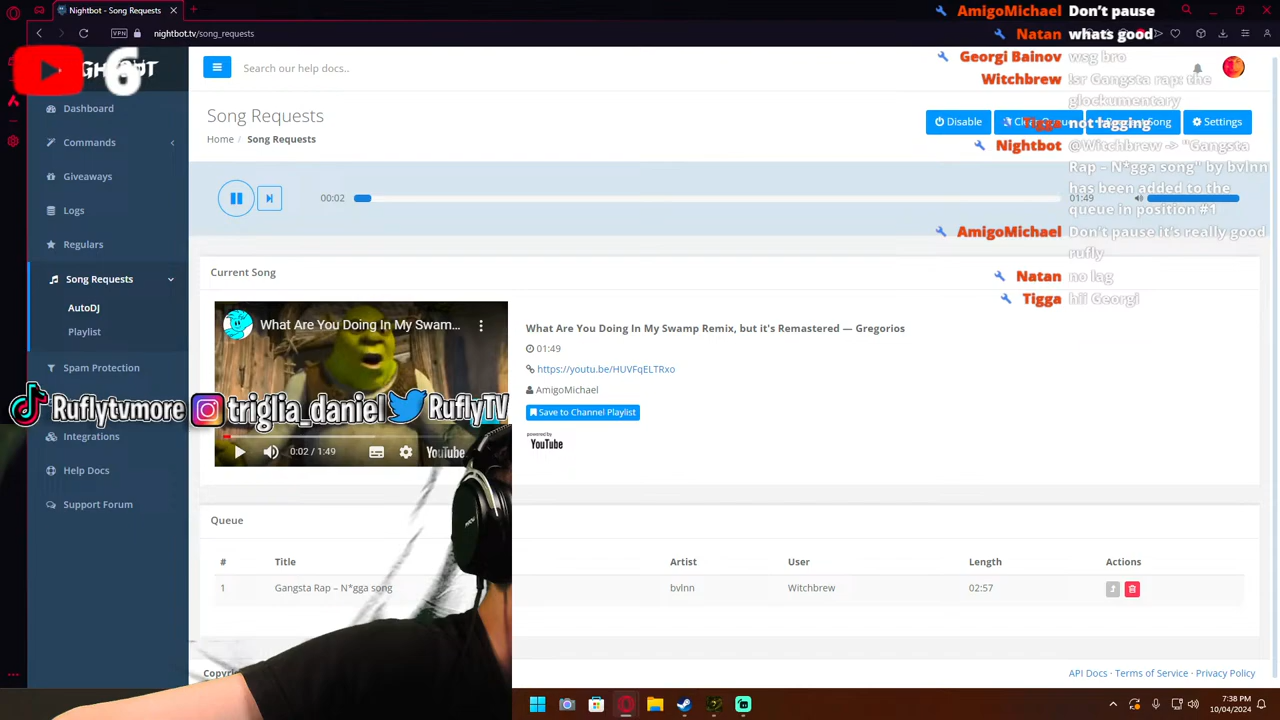 Nightbot - Song Requests
VPN
nightbot.tv/song_requests
6
Search our help docs..
Dashboard
Commands
Giveaways
Logs
Regulars
Song Requests
AutoDJ
Playlist
Spam Protection
Integrations
Help Docs
Support Forum
Song Requests
Home / Song Requests
Disable
Song
Settings
00:02
01:49
AmigoMichael Don't pause
Natan whats good
Georgi Bainov wsg bro
Witchbrew !sr Gangsta rap: the
glockumentary
Tigga not lagging
Nightbot @Witchbrew -> "Gangsta
Rap – N*gga song" by bvlnn
has been added to the
queue in position #1
AmigoMichael Don't pause it's really good
rufly
Natan no lag
Tigga hii Georgi
Current Song
What Are You Doing In My Swam...
0:02 / 1:49
YouTube
What Are You Doing In My Swamp Remix, but it's Remastered — Gregorios
01:49
https://youtu.be/HUVFqELTRxo
AmigoMichael
Save to Channel Playlist
powered by
YouTube
Ruflytvmore
triglia_daniel
RuflyTV
Queue
# Title Artist User Length Actions
1 Gangsta Rap – N*gga song bvlnn Witchbrew 02:57
API Docs · Terms of Service · Privacy Policy
7:38 PM
10/04/2024